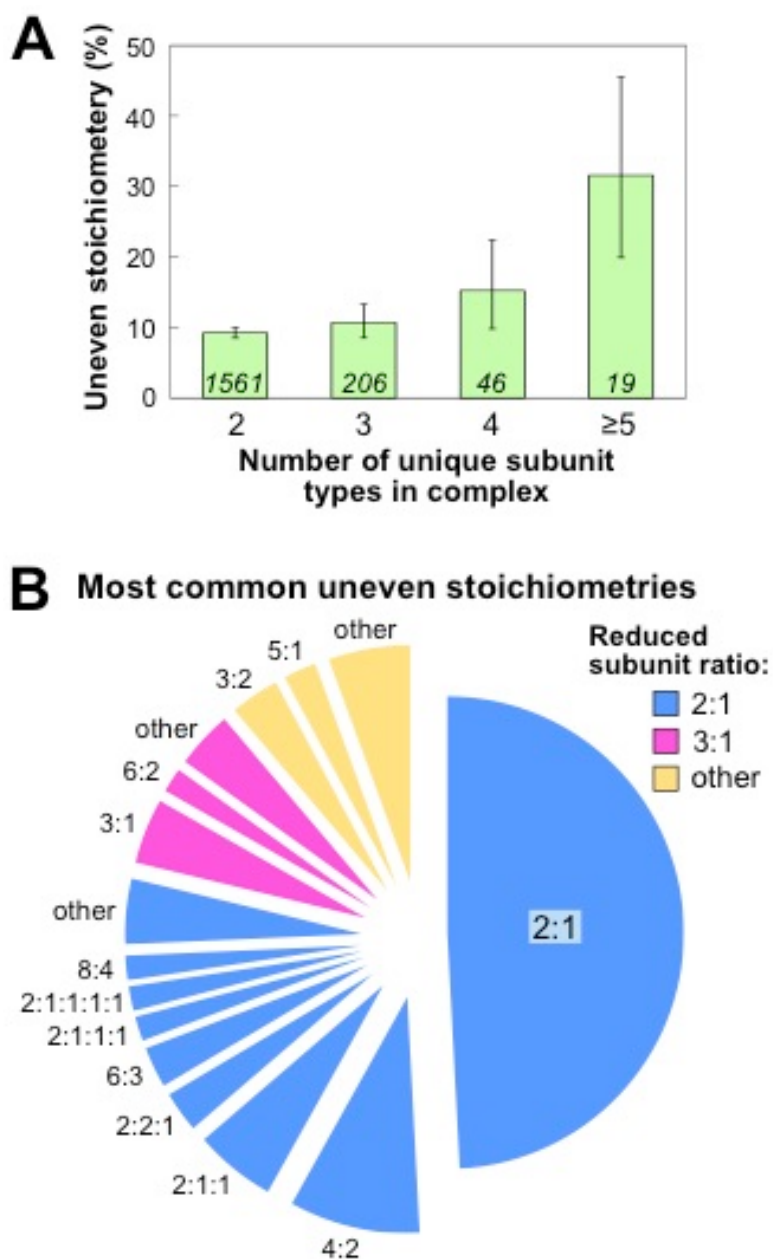 A
Uneven stoichiometery (%)
50
40
30
20
10
0
1561
206
46
19
2
3
4
≥5
Number of unique subunit
types in complex
B
Most common uneven stoichiometries
Reduced
subunit ratio:
2:1
3:1
other
other
5:1
3:2
other
6:2
3:1
other
8:4
2:1:1:1:1
2:1:1:1
6:3
2:2:1
2:1:1
4:2
2:1